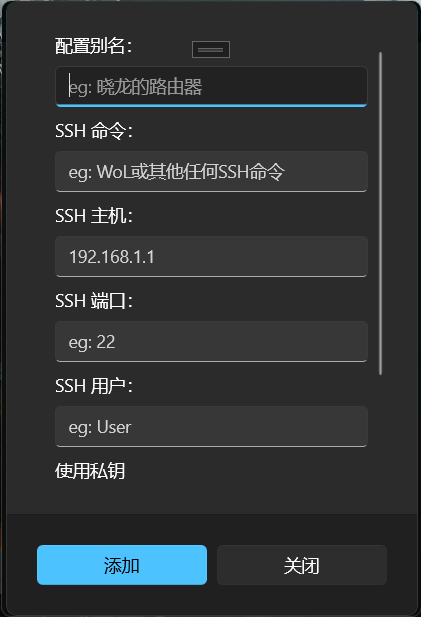 配置别名：
eg: 晓龙的路由器
SSH 命令：
eg: WoL或其他任何SSH命令
SSH 主机：
192.168.1.1
SSH 端口：
eg: 22
SSH 用户：
eg: User
使用私钥
添加
关闭